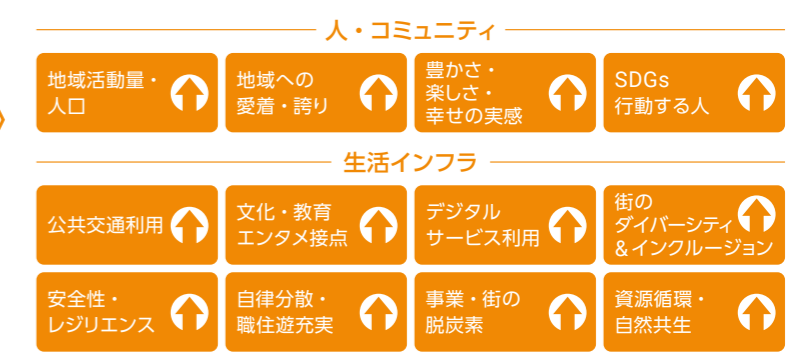 人・コミュニティ
地域活動量・
人口
地域への
愛着・誇り
豊かさ・
楽しさ・
幸せの実感
SDGs
行動する人
生活インフラ
公共交通利用
文化・教育
エンタメ接点
デジタル
サービス利用
街の
ダイバーシティ
&インクルージョン
安全性・
レジリエンス
自律分散・
職住遊充実
事業・街の
脱炭素
資源循環・
自然共生